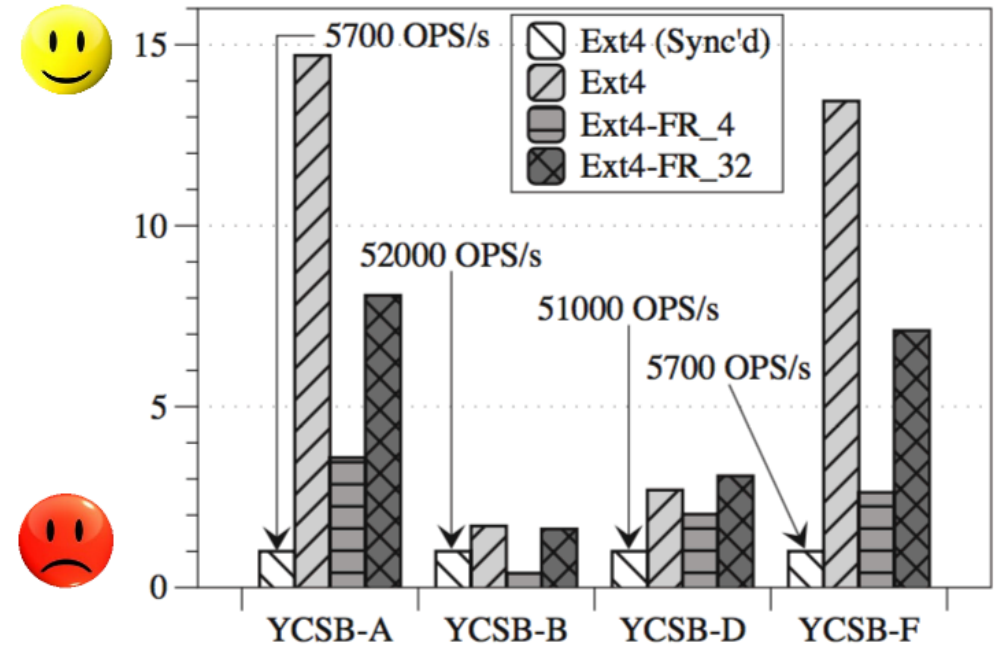 15
10
5
0
5700 OPS/s
Ext4 (Sync'd)
Ext4
Ext4-FR_4
Ext4-FR_32
52000 OPS/s
51000 OPS/s
5700 OPS/s
YCSB-A
YCSB-B
YCSB-D
YCSB-F